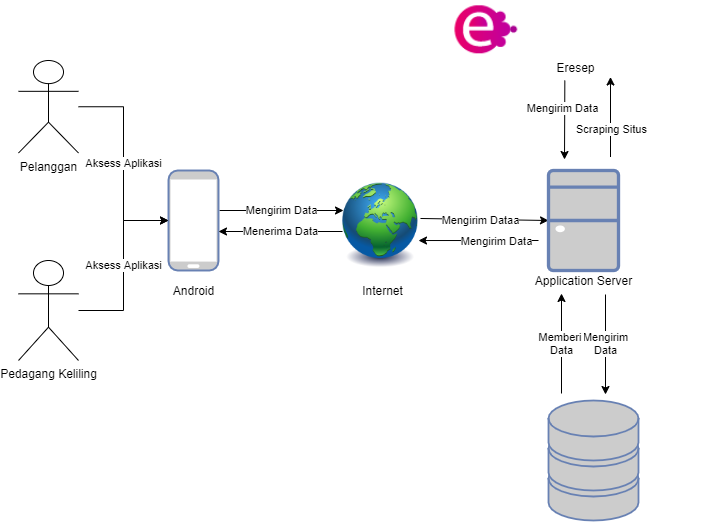 e
Eresep
Mengirim Data
Scraping Situs
Pelanggan
Aksess Aplikasi
Mengirim Data
Menerima Data
Mengirim Dataa
Mengirim Data
Aksess Aplikasi
Android
Internet
Application Server
Pedagang Keliling
Memberi
Data
Mengirim
Data